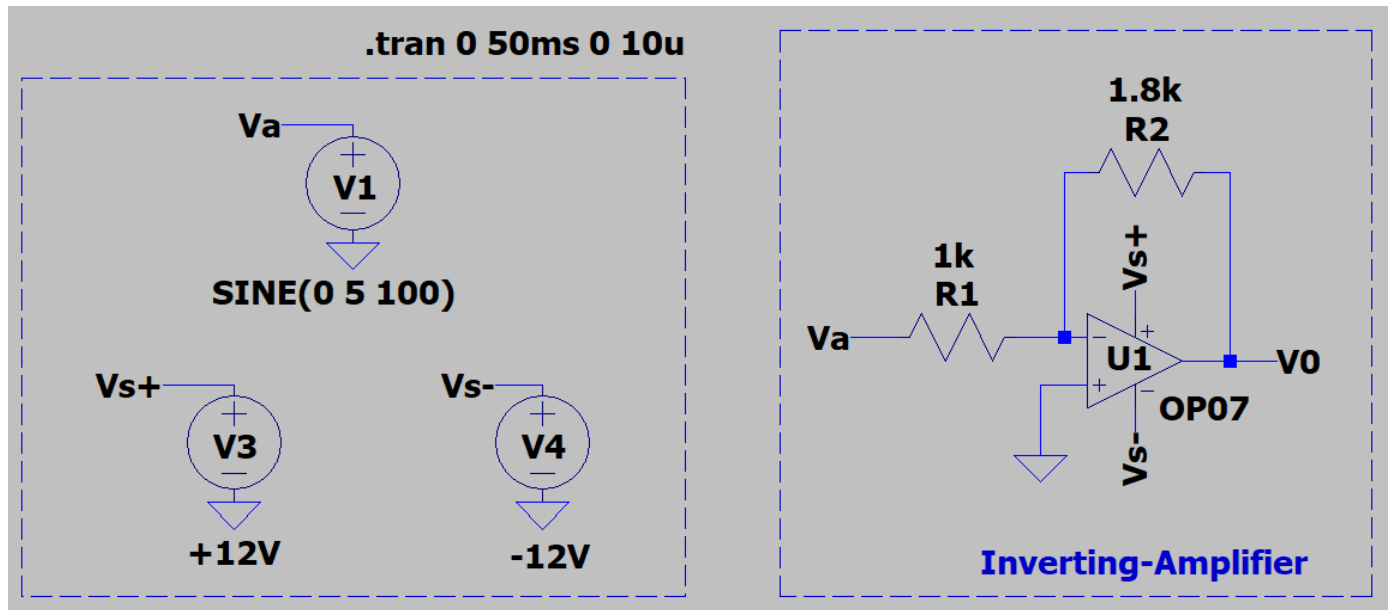 .tran 0 50ms 0 10u
Va
+
V1
−
SINE(0 5 100)
Vs+
+
V3
−
+12V
Vs-
+
V4
−
-12V
1.8k
R2
1k
R1
Va
Vs+
+
−
U1
+
−
V0
OP07
Vs-
Inverting-Amplifier